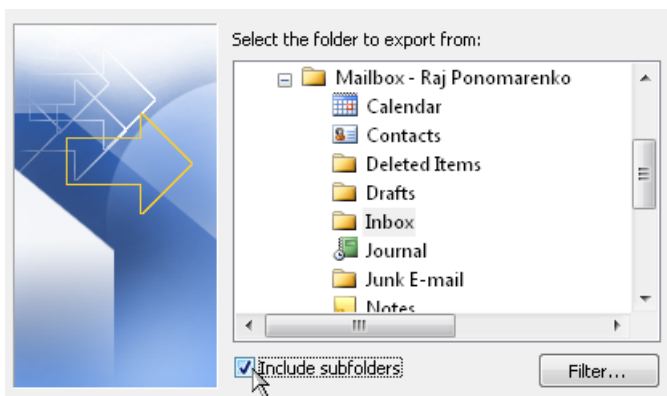 Select the folder to export from:
Mailbox - Raj Ponomarenko
Calendar
Contacts
Deleted Items
Drafts
Inbox
Journal
Junk E-mail
Notes
Include subfolders
Filter...